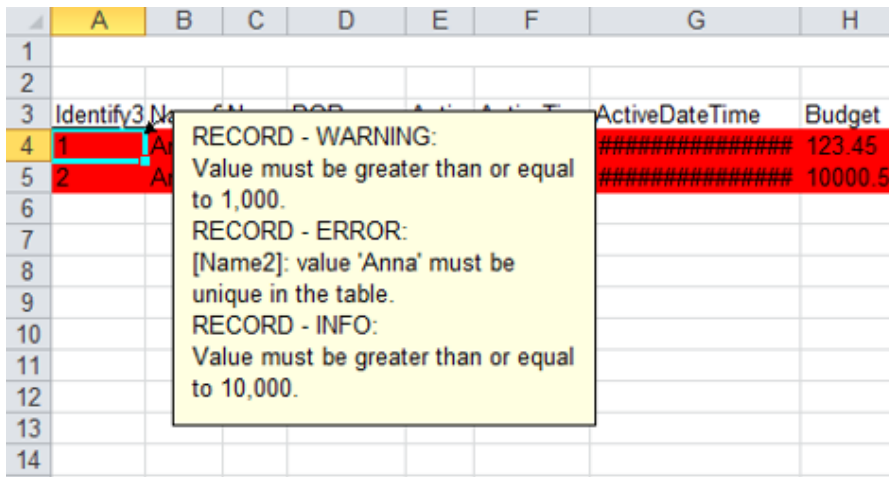 A B C D E F G H
1
2
3 Identify3 ActiveDateTime Budget
4 1 ############### 123.45
5 2 ############### 10000.5
6
7
8
9
10
11
12
13
14
RECORD - WARNING:
Value must be greater than or equal
to 1,000.
RECORD - ERROR:
[Name2]: value 'Anna' must be
unique in the table.
RECORD - INFO:
Value must be greater than or equal
to 10,000.